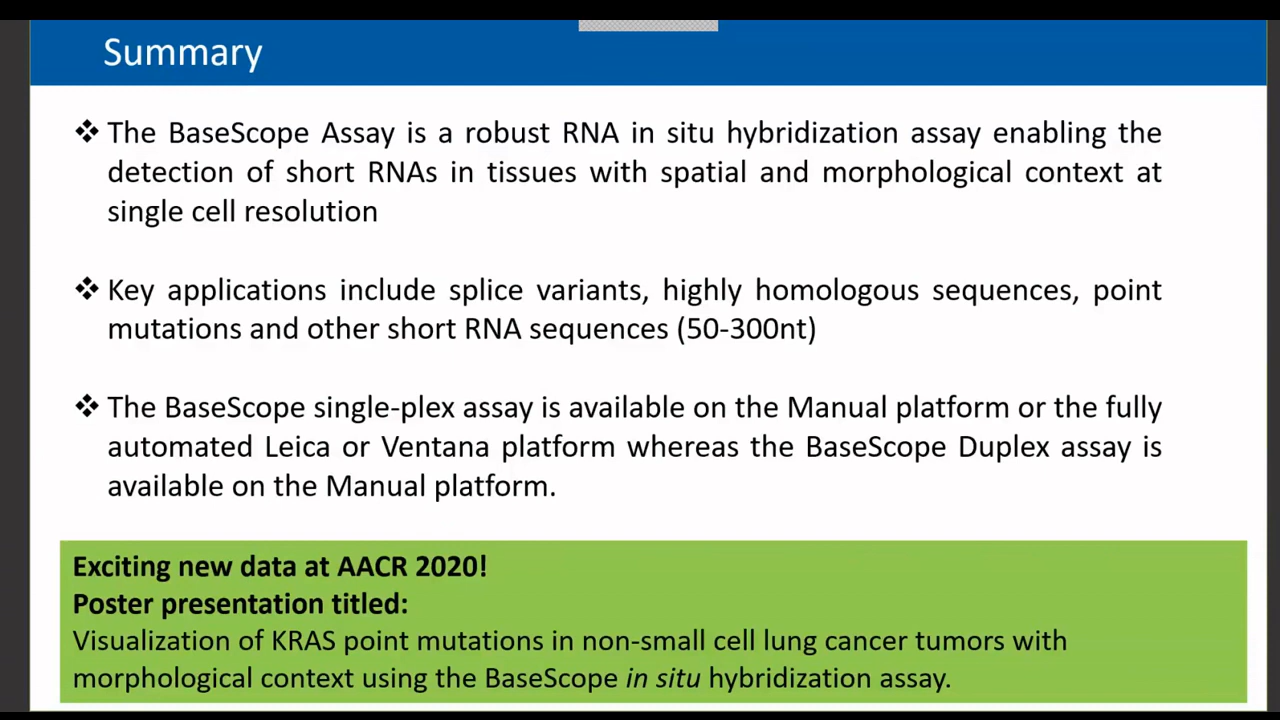 Summary
❖ The BaseScope Assay is a robust RNA in situ hybridization assay enabling the
detection of short RNAs in tissues with spatial and morphological context at
single cell resolution
❖ Key applications include splice variants, highly homologous sequences, point
mutations and other short RNA sequences (50-300nt)
❖ The BaseScope single-plex assay is available on the Manual platform or the fully
automated Leica or Ventana platform whereas the BaseScope Duplex assay is
available on the Manual platform.
Exciting new data at AACR 2020!
Poster presentation titled:
Visualization of KRAS point mutations in non-small cell lung cancer tumors with
morphological context using the BaseScope in situ hybridization assay.